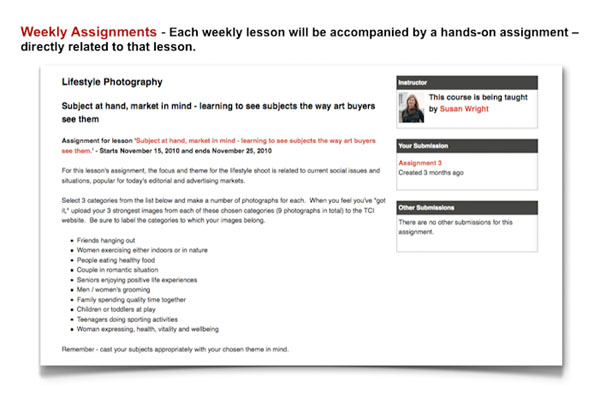 Weekly Assignments - Each weekly lesson will be accompanied by a hands-on assignment –
directly related to that lesson.
Lifestyle Photography
Subject at hand, market in mind - learning to see subjects the way art buyers
see them
Assignment for lesson 'Subject at hand, market in mind - learning to see subjects the way art buyers
see them.' - Starts November 15, 2010 and ends November 25, 2010
For this lesson's assignment, the focus and theme for the lifestyle shoot is related to current social issues and
situations, popular for today's editorial and advertising markets.
Select 3 categories from the list below and make a number of photographs for each. When you feel you've "got
it," upload your 3 strongest images from each of these chosen categories (9 photographs in total) to the TCI
website. Be sure to label the categories to which your images belong.
• Friends hanging out
• Women exercising either indoors or in nature
• People eating healthy food
• Couple in romantic situation
• Seniors enjoying positive life experiences
• Men / women's grooming
• Family spending quality time together
• Children or toddlers at play
• Teenagers doing sporting activities
• Woman expressing, health, vitality and wellbeing
Remember - cast your subjects appropriately with your chosen theme in mind.
Instructor
This course is being taught
by Susan Wright
Your Submission
Assignment 3
Created 3 months ago
Other Submissions
There are no other submissions for this
assignment.